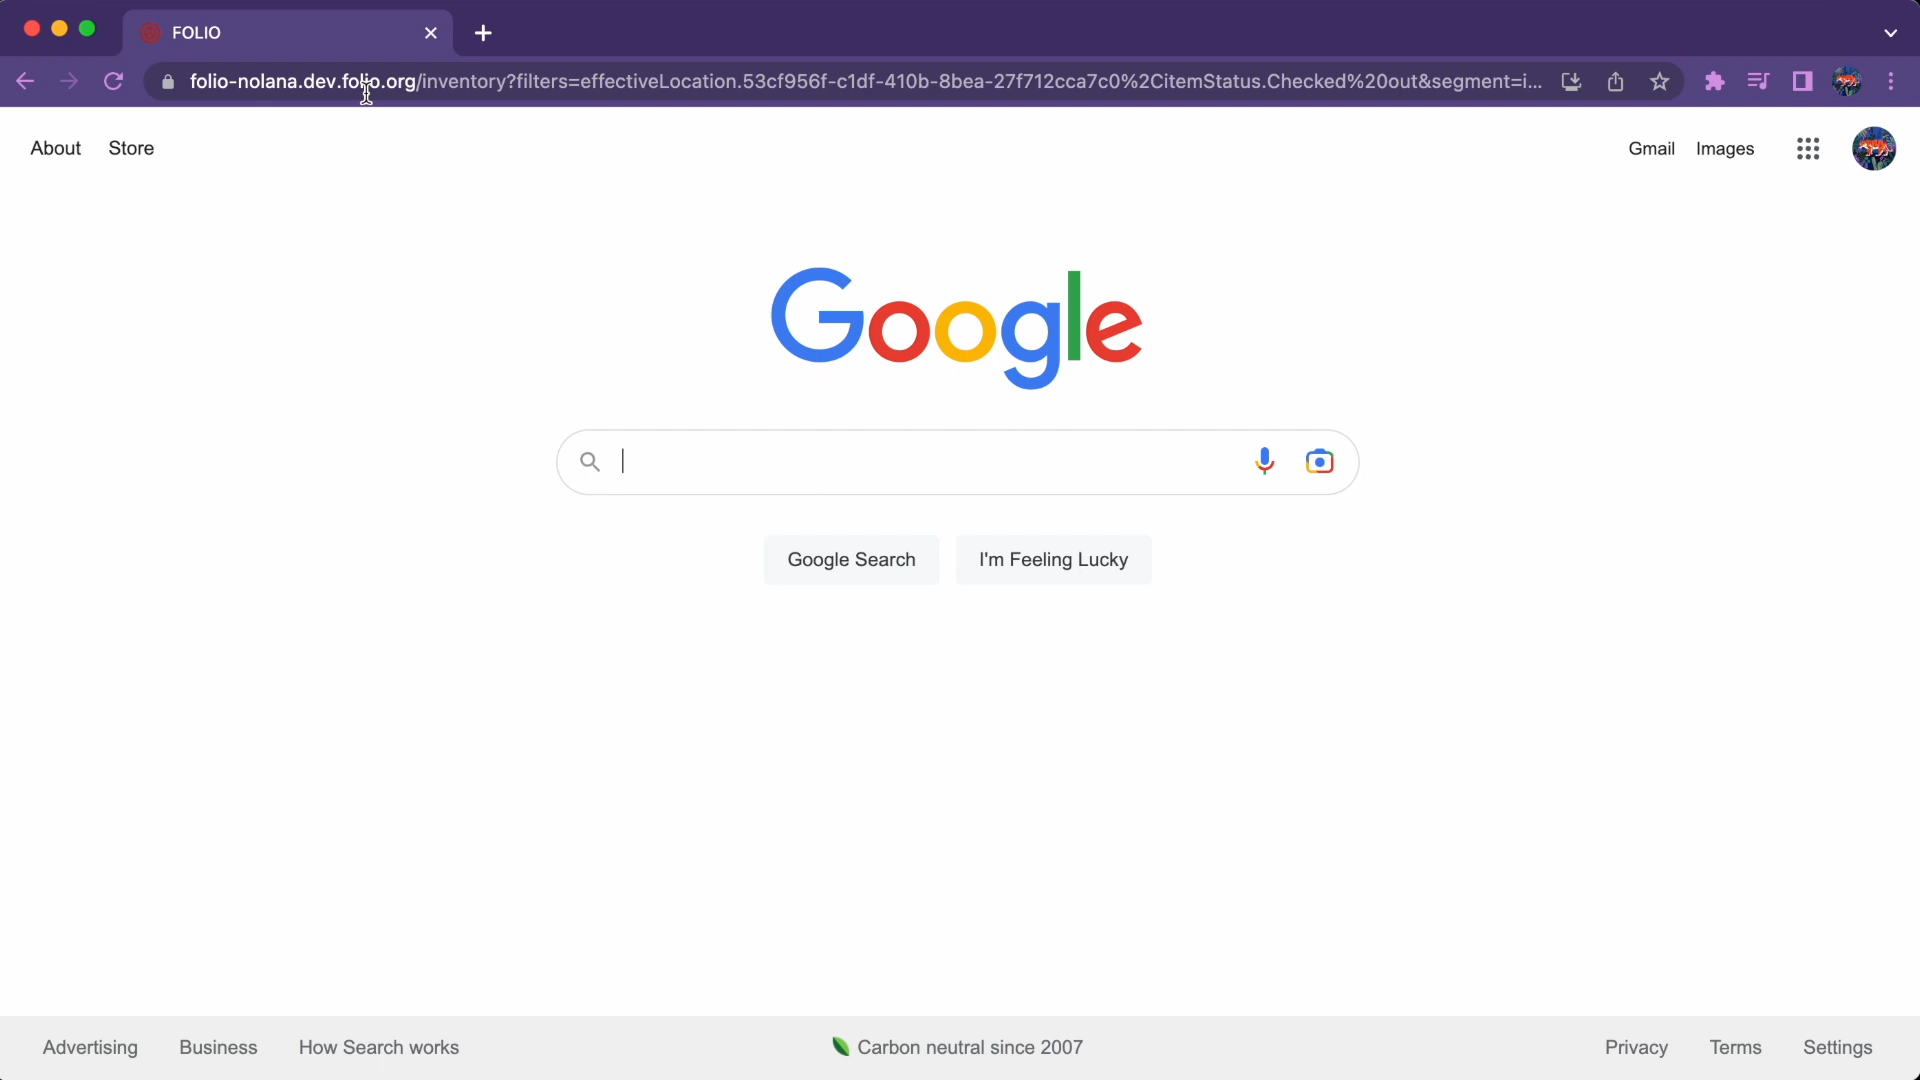 FOLIO
folio-nolana.dev.folio.org/inventory?filters=effectiveLocation.53cf956f-c1df-410b-8bea-27f712cca7c0%2CitemStatus.Checked%20out&segment=i...
About Store Gmail Images
Google
Google Search I'm Feeling Lucky
Advertising Business How Search works Carbon neutral since 2007 Privacy Terms Settings